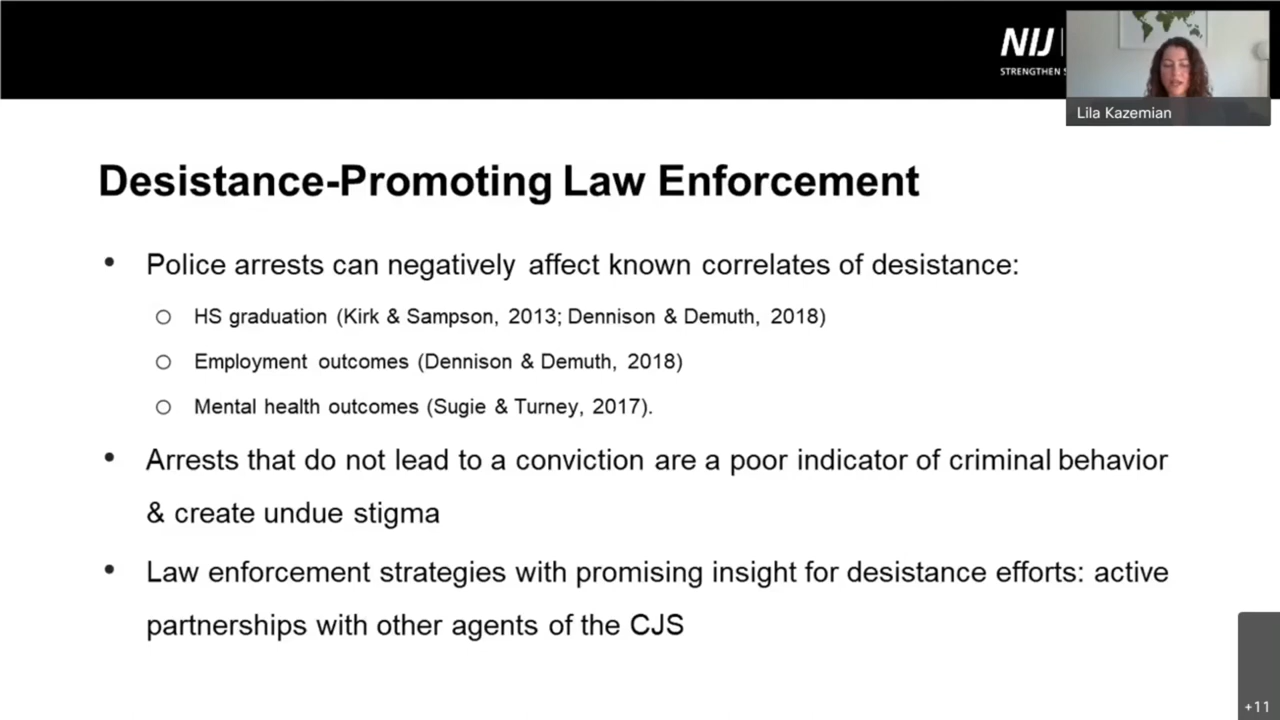 NIJ
STRENGTHEN
Lila Kazemian
Desistance-Promoting Law Enforcement
• Police arrests can negatively affect known correlates of desistance:
○ HS graduation (Kirk & Sampson, 2013; Dennison & Demuth, 2018)
○ Employment outcomes (Dennison & Demuth, 2018)
○ Mental health outcomes (Sugie & Turney, 2017).
• Arrests that do not lead to a conviction are a poor indicator of criminal behavior
& create undue stigma
• Law enforcement strategies with promising insight for desistance efforts: active
partnerships with other agents of the CJS
+11